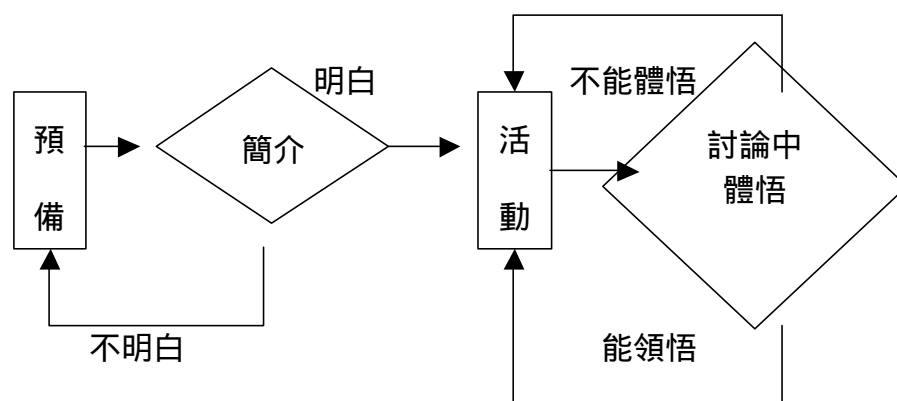 預
備
明白
簡介
不明白
活
動
不能體悟
討論中
體悟
能領悟